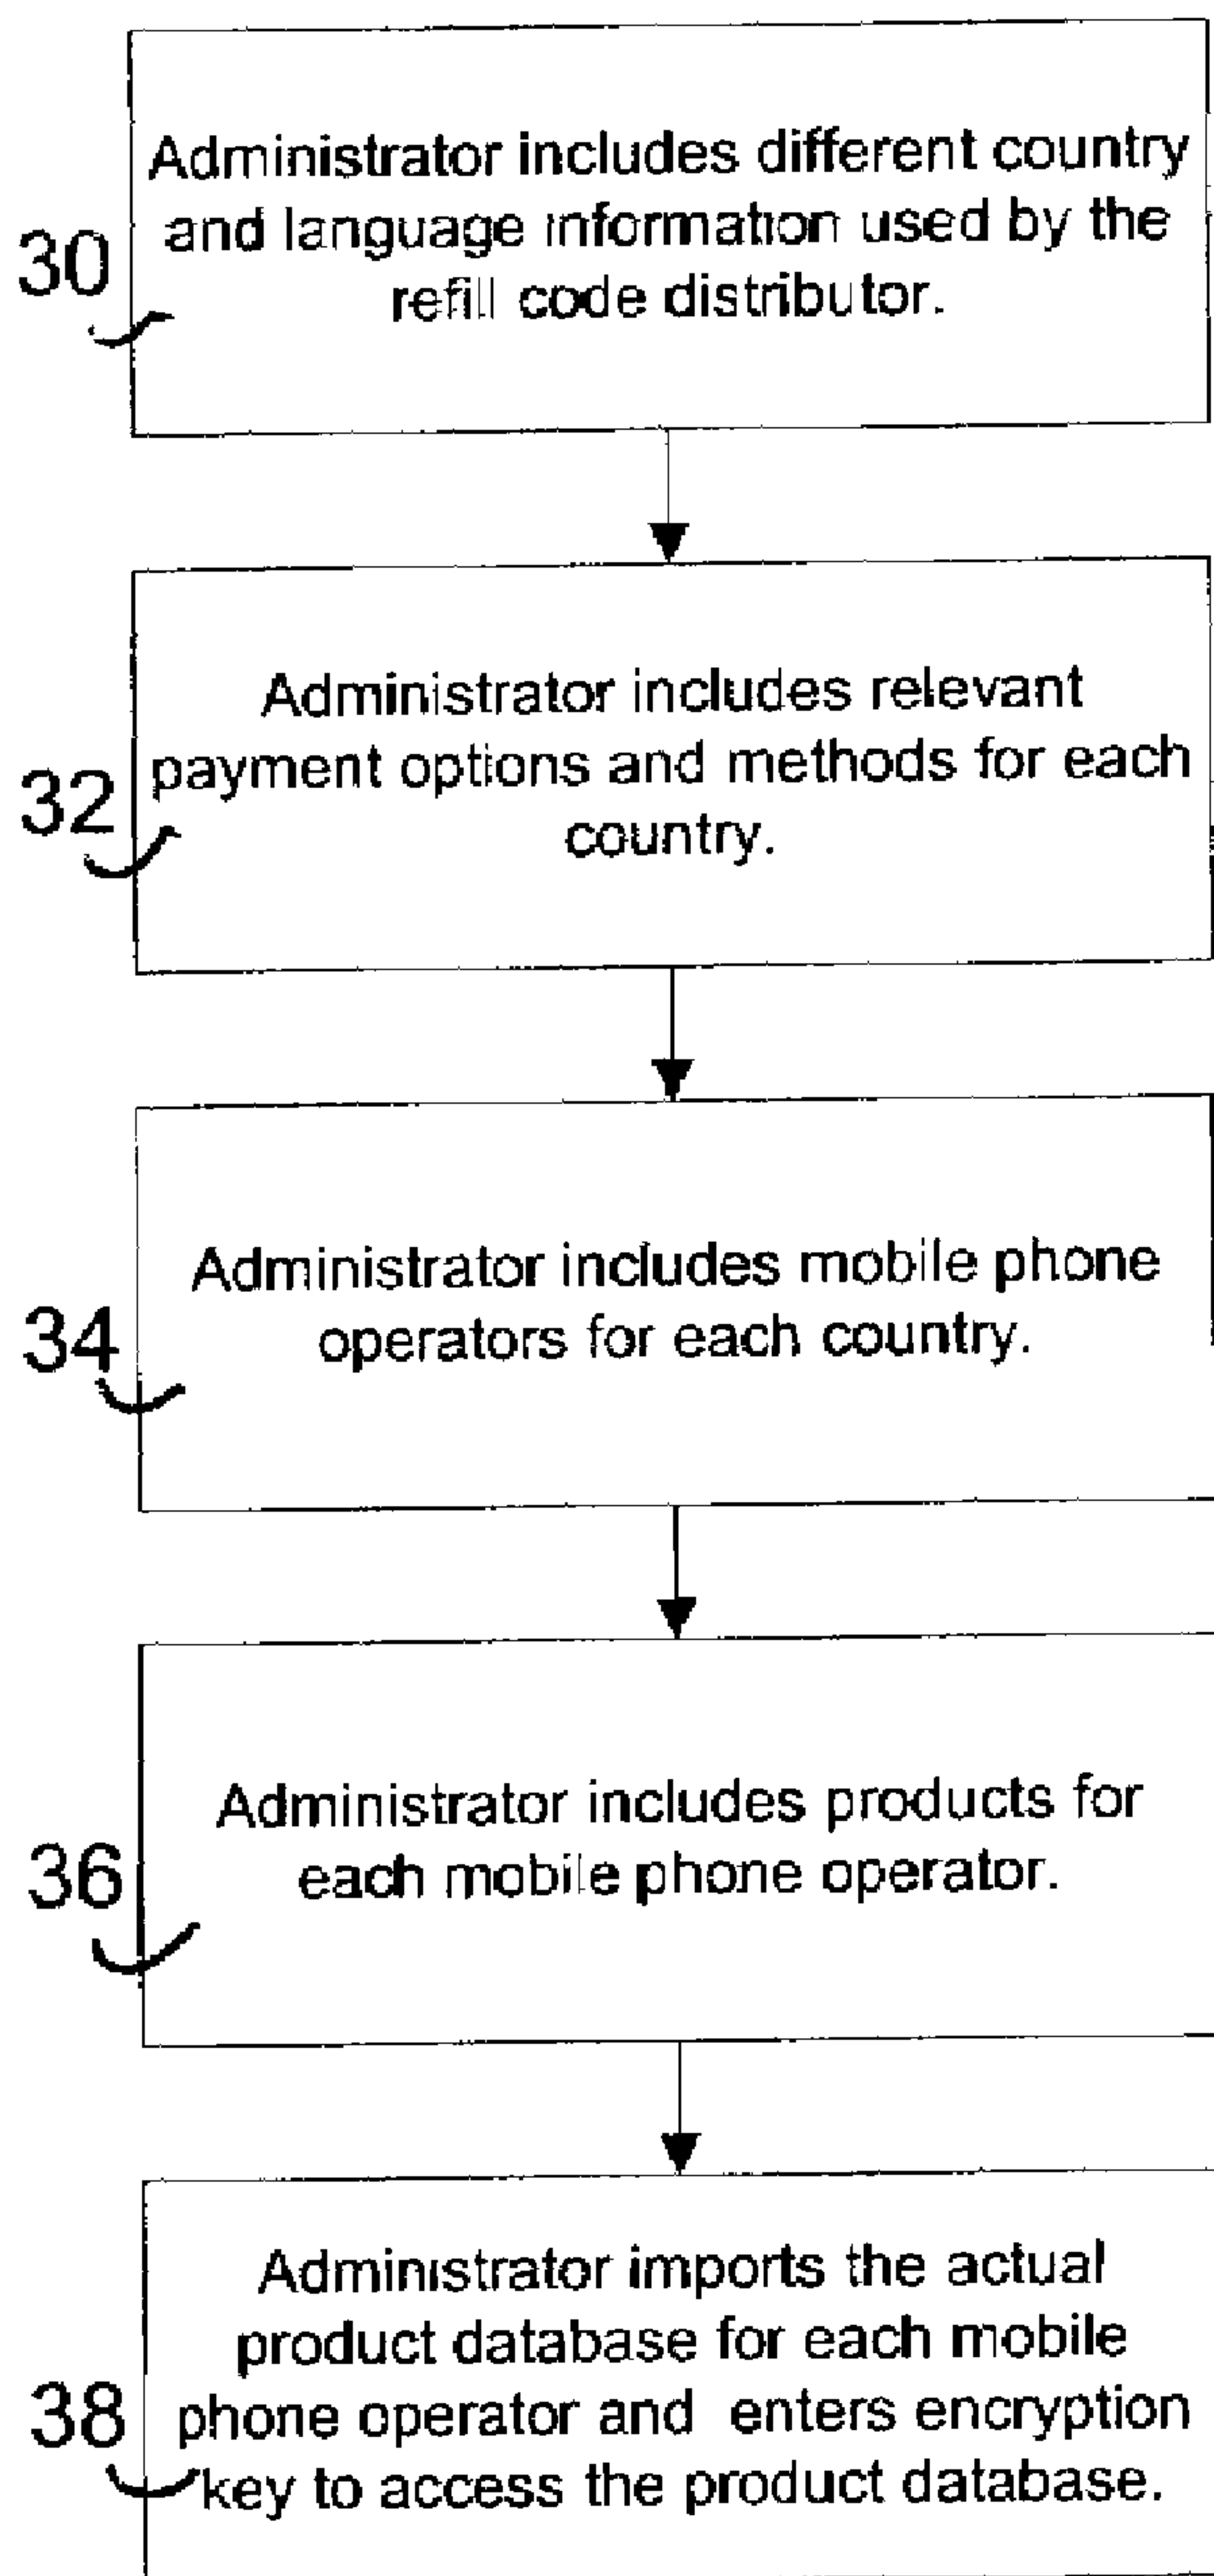 Administrator includes different country
and language information used by the
refill code distributor.
30
Administrator includes relevant
payment options and methods for each
country.
32
Administrator includes mobile phone
operators for each country.
34
Administrator includes products for
each mobile phone operator.
36
Administrator imports the actual
product database for each mobile
phone operator and enters encryption
key to access the product database.
38